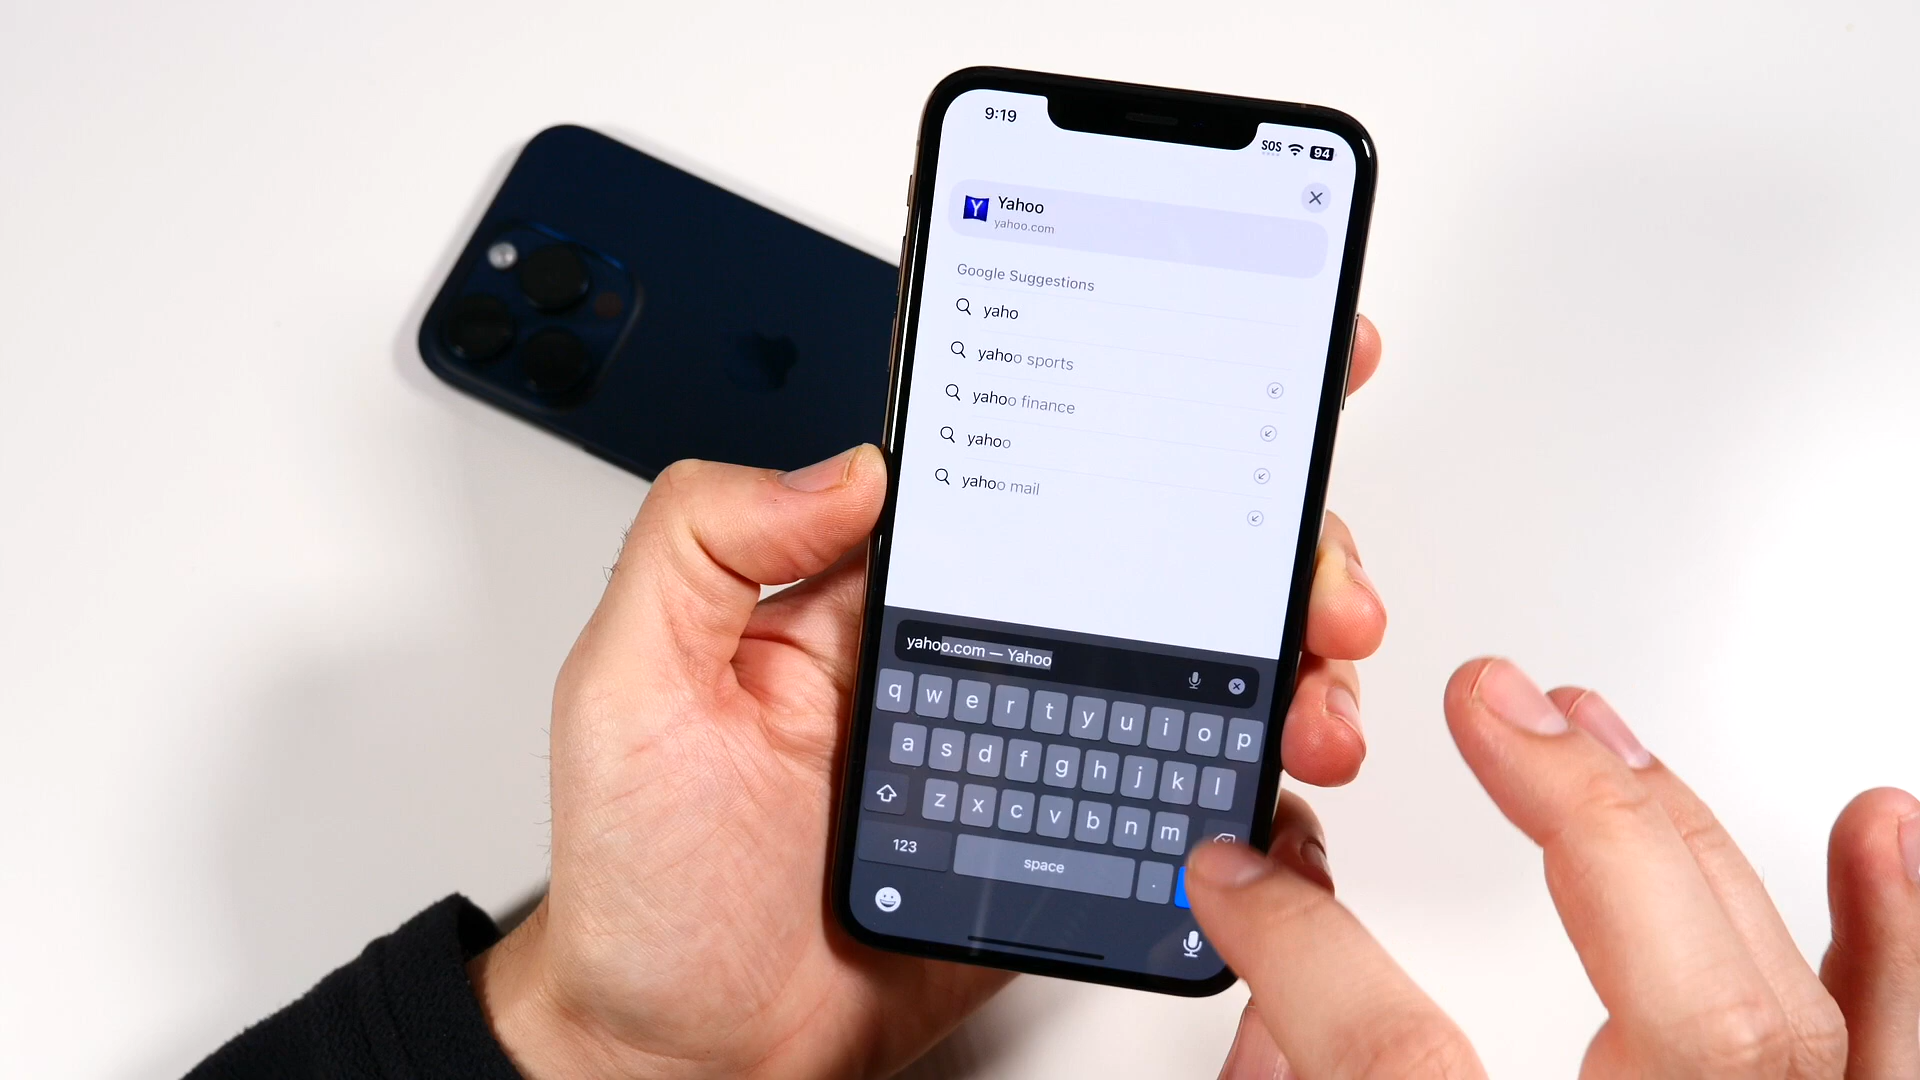 9:19
SOS
94
Y
Yahoo
yahoo.com
Google Suggestions
yaho
yahoo sports
yahoo finance
yahoo
yahoo mail
yahoo.com — Yahoo
q w e r t y u i o p
a s d f g h j k l
z x c v b n m
123 space .